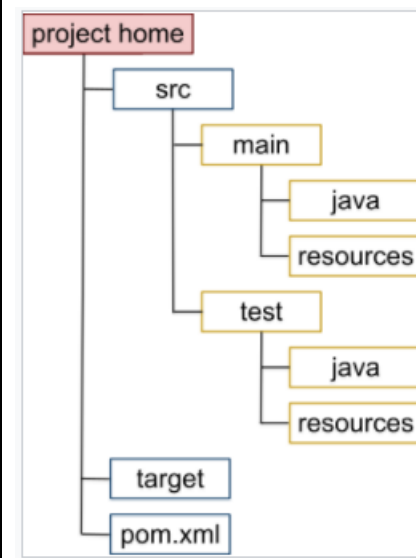 project home
src
main
java
resources
test
java
resources
target
pom.xml